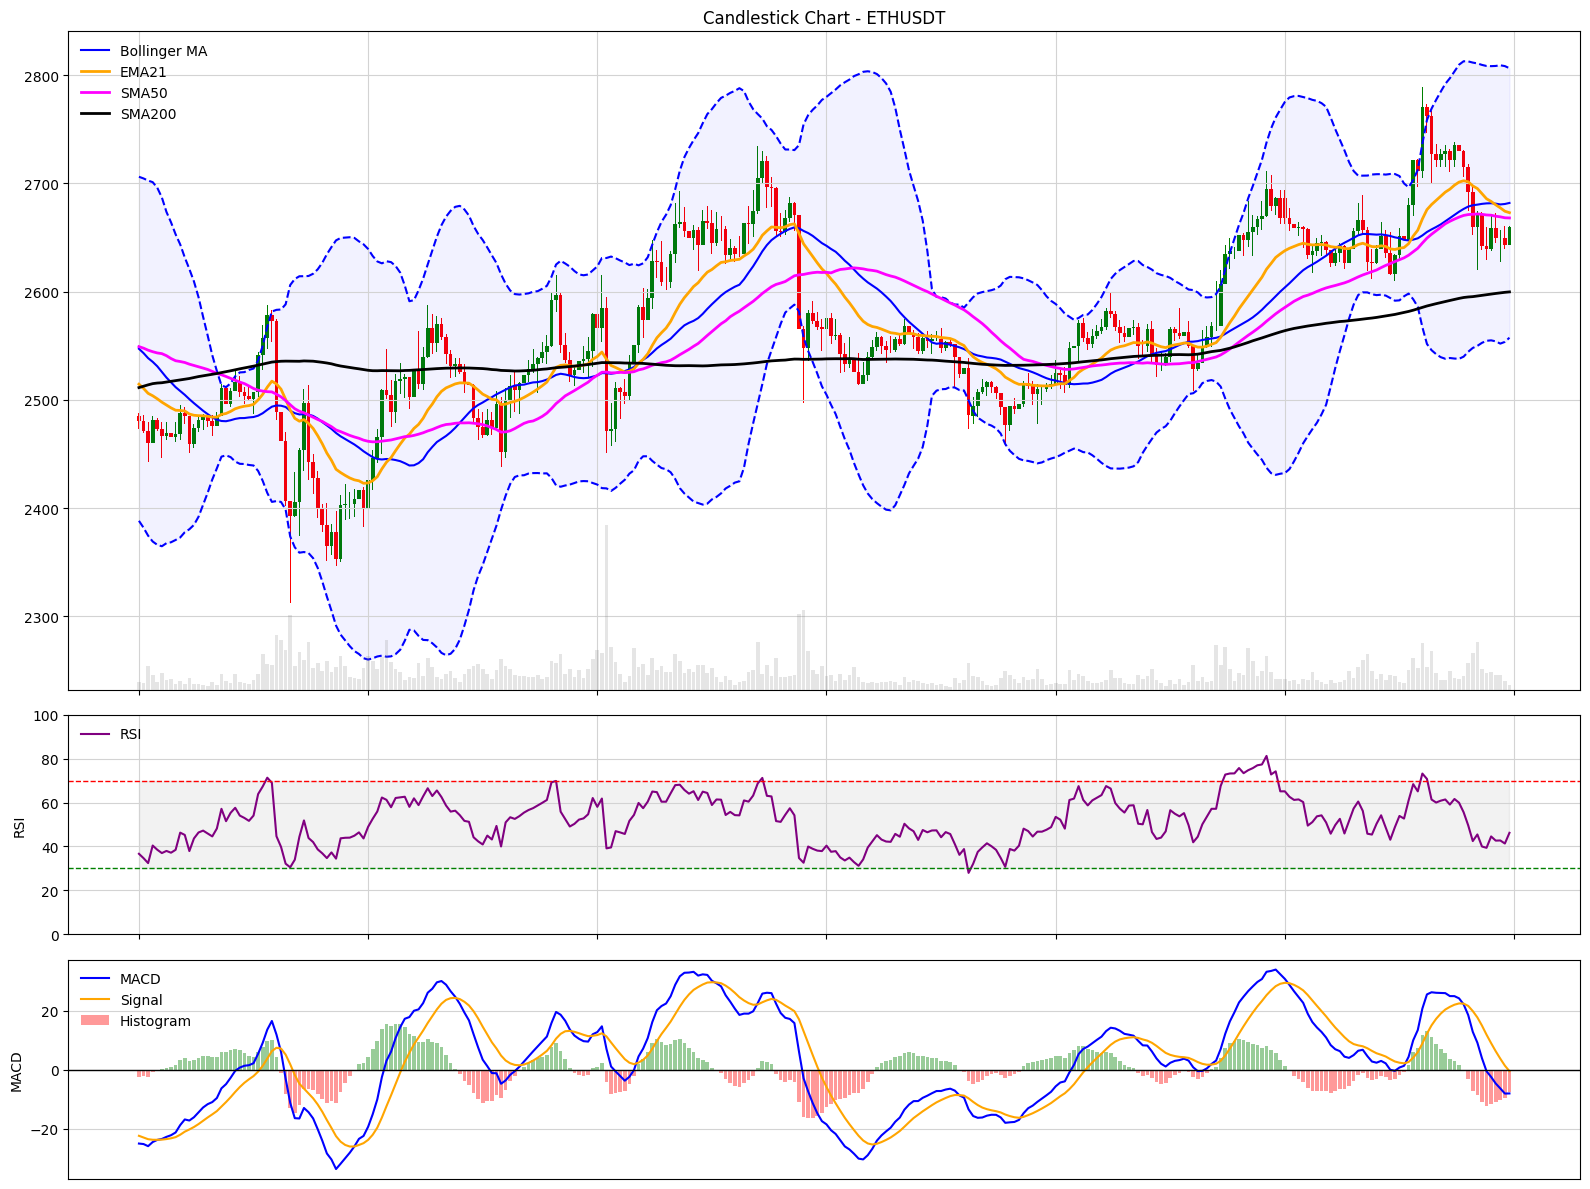 Candlestick Chart - ETHUSDT
Bollinger MA
EMA21
SMA50
SMA200
2800
2700
2600
2500
2400
2300
RSI
100
80
60
40
20
0
RSI
MACD
Signal
Histogram
20
0
−20
MACD